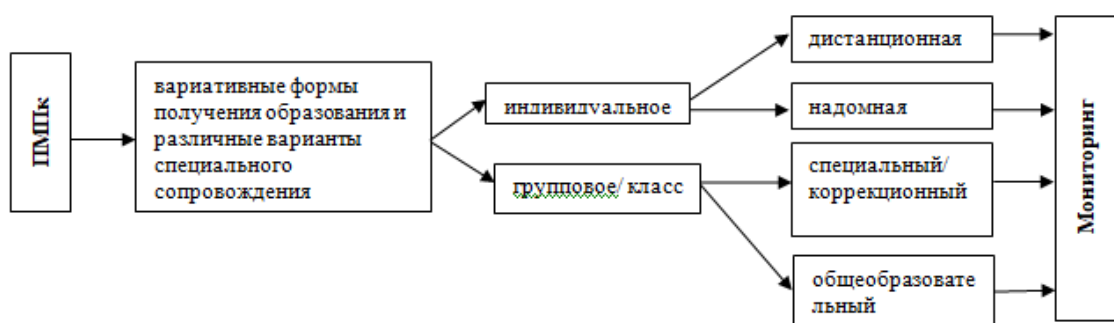 ПМПк
вариативные формы
получения образования и
различные варианты
специального
сопровождения
индивидуальное
групповое/ класс
дистанционная
надомная
специальный/
коррекционный
общеобразовате
льный
Мониторинг